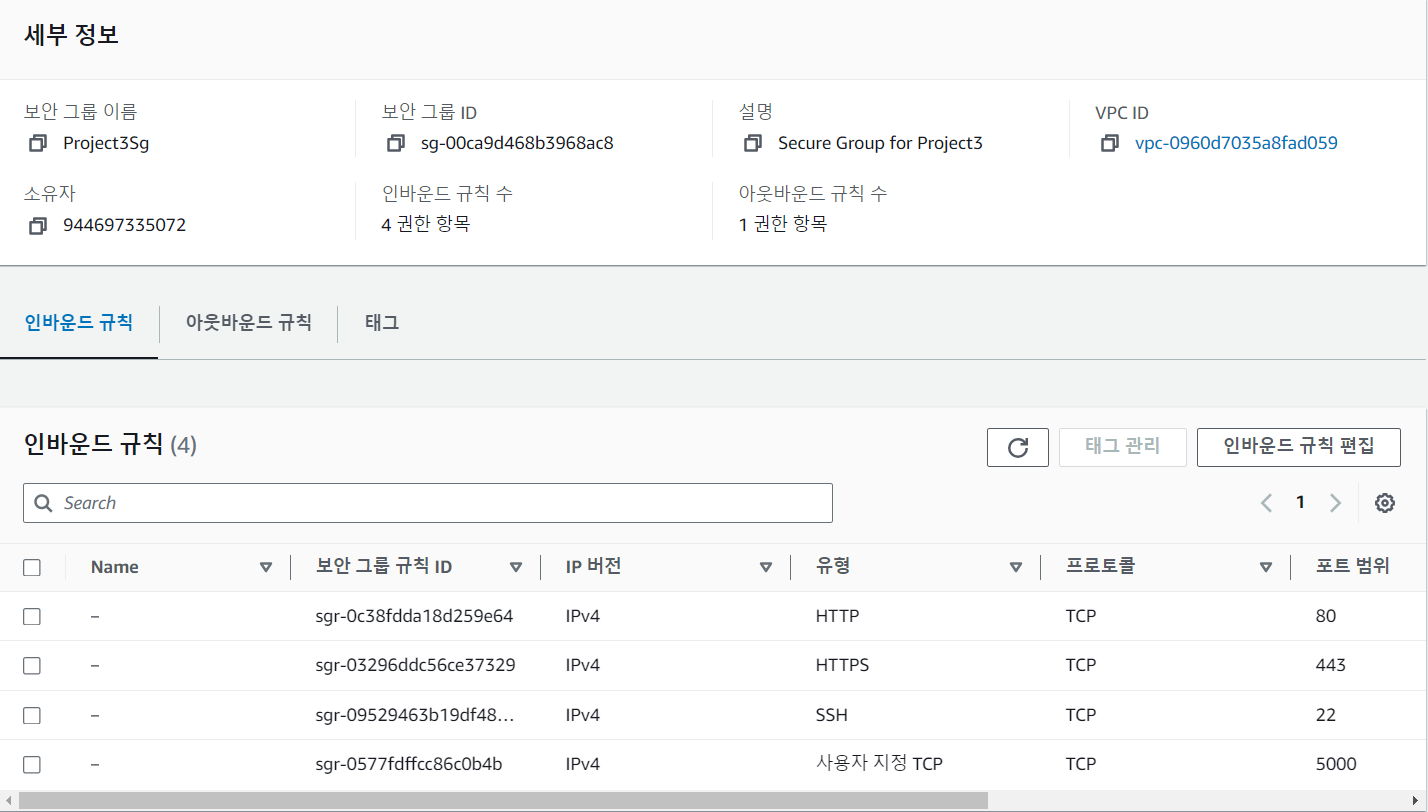 세부 정보
보안 그룹 이름 보안 그룹 ID 설명 VPC ID
Project3Sg sg-00ca9d468b3968ac8 Secure Group for Project3 vpc-0960d7035a8fad059
소유자 인바운드 규칙 수 아웃바운드 규칙 수
944697335072 4 권한 항목 1 권한 항목
인바운드 규칙 아웃바운드 규칙 태그
인바운드 규칙 (4) 태그 관리 인바운드 규칙 편집
Search 1
Name 보안 그룹 규칙 ID IP 버전 유형 프로토콜 포트 범위
– sgr-0c38fdda18d259e64 IPv4 HTTP TCP 80
– sgr-03296ddc56ce37329 IPv4 HTTPS TCP 443
– sgr-09529463b19df48... IPv4 SSH TCP 22
– sgr-0577fdffcc86c0b4b IPv4 사용자 지정 TCP TCP 5000